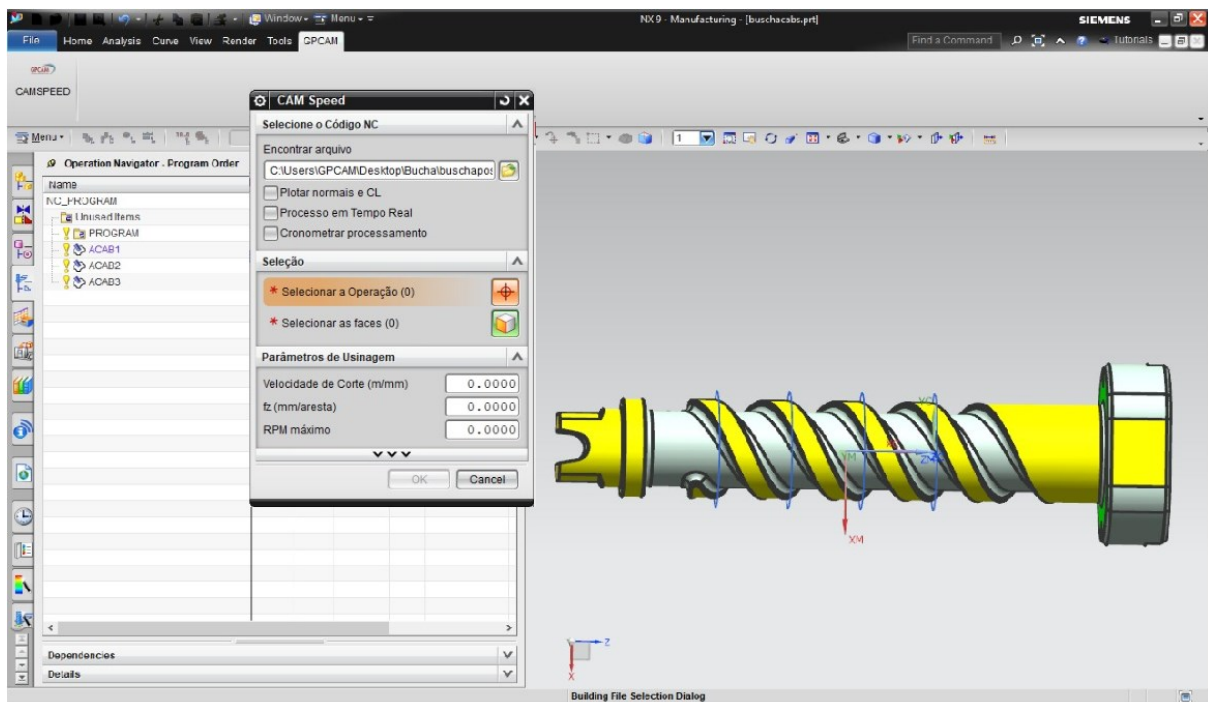 Window Menu
NX 9 - Manufacturing - [buschacabs.prt]
SIEMENS
File Home Analysis Curve View Render Tools GPCAM
Find a Command
Tutorials
GPCAM
CAMSPEED
Menu
1
CAM Speed
Selecione o Código NC
Encontrar arquivo
C:\Users\GPCAM\Desktop\Bucha\buschapos
Plotar normais e CL
Processo em Tempo Real
Cronometrar processamento
Seleção
* Selecionar a Operação (0)
* Selecionar as faces (0)
Parâmetros de Usinagem
Velocidade de Corte (m/mm) 0.0000
fz (mm/aresta) 0.0000
RPM máximo 0.0000
OK Cancel
Operation Navigator - Program Order
Name
NC_PROGRAM
Unused Items
PROGRAM
ACAB1
ACAB2
ACAB3
Dependencies
Details
YM
XM
Z
X
Building File Selection Dialog